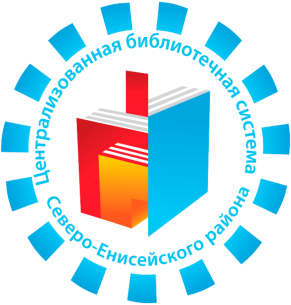 Централизованная библиотечная система
Северо-Енисейского района